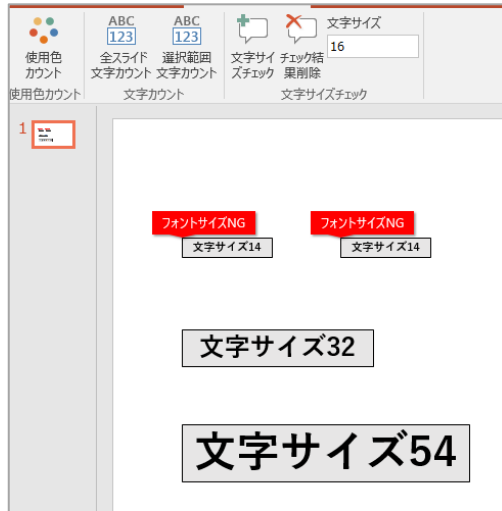 ABC
123
ABC
123
文字サイズ
16
使用色
カウント
全スライド
文字カウント
選択範囲
文字カウント
文字サイ
ズチェック
チェック結
果削除
使用色カウント
文字カウント
文字サイズチェック
1
フォントサイズNG
フォントサイズNG
文字サイズ14
文字サイズ14
文字サイズ32
文字サイズ54